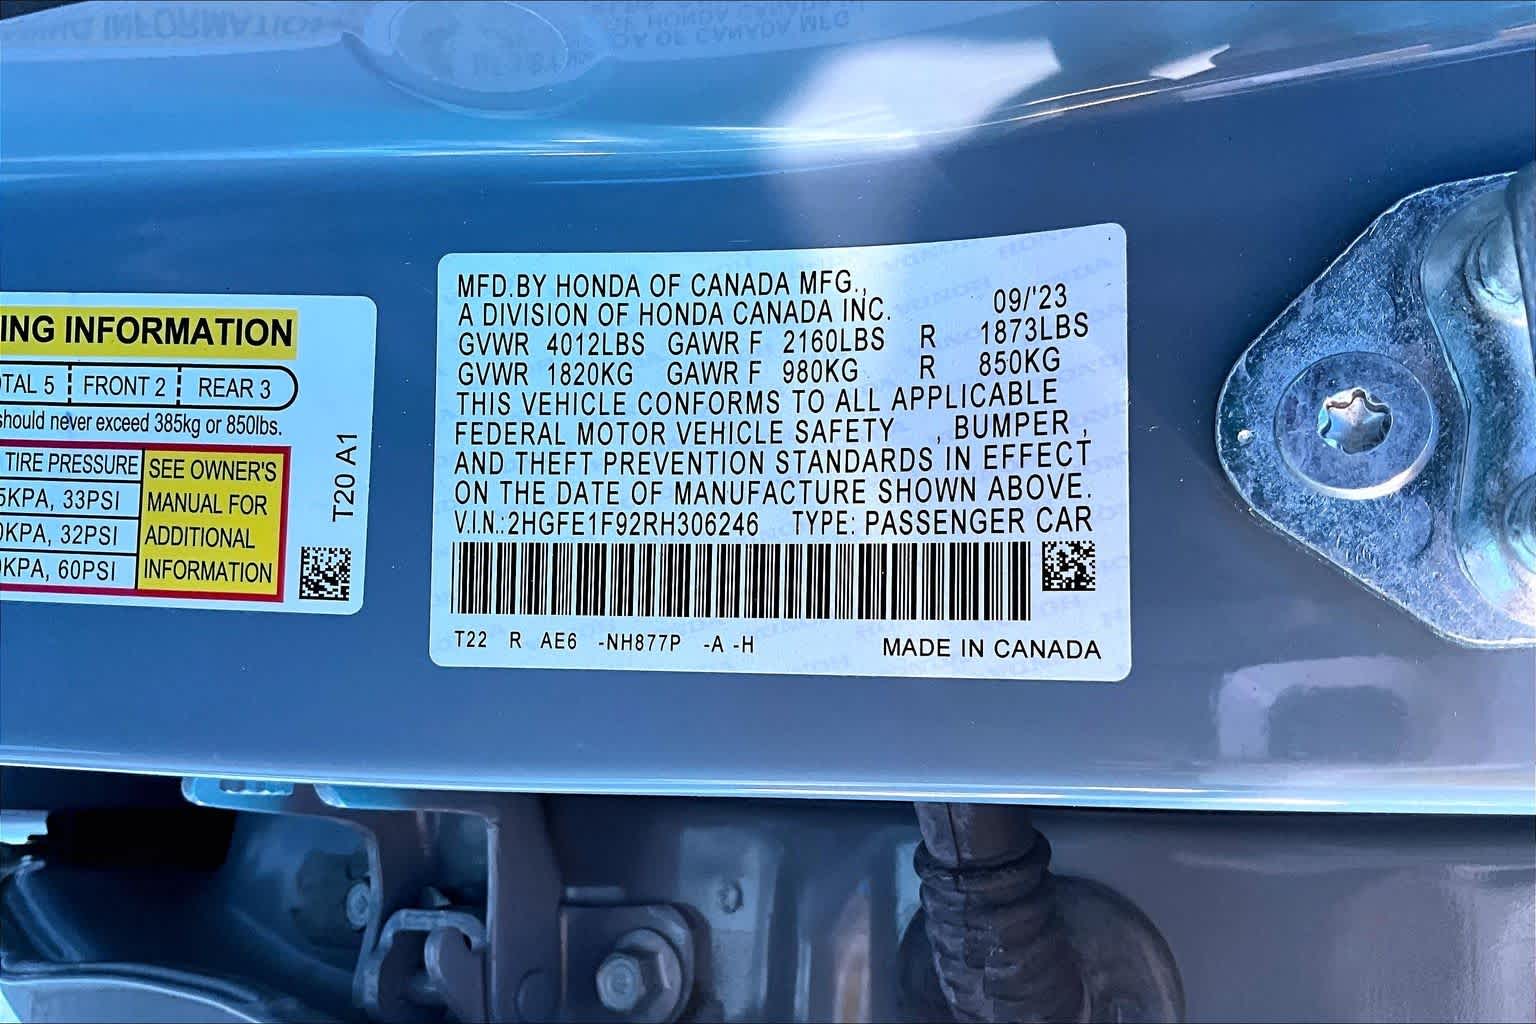 ING INFORMATION
OTAL 5 FRONT 2 REAR 3
should never exceed 385kg or 850lbs.
TIRE PRESSURE
5KPA, 33PSI
0KPA, 32PSI
0KPA, 60PSI
SEE OWNER'S
MANUAL FOR
ADDITIONAL
INFORMATION
T20 A1
MFD.BY HONDA OF CANADA MFG.,
A DIVISION OF HONDA CANADA INC. 09/'23
GVWR 4012LBS GAWR F 2160LBS R 1873LBS
GVWR 1820KG GAWR F 980KG R 850KG
THIS VEHICLE CONFORMS TO ALL APPLICABLE
FEDERAL MOTOR VEHICLE SAFETY , BUMPER ,
AND THEFT PREVENTION STANDARDS IN EFFECT
ON THE DATE OF MANUFACTURE SHOWN ABOVE.
V.I.N.:2HGFE1F92RH306246 TYPE: PASSENGER CAR
T22 R AE6 -NH877P -A -H MADE IN CANADA